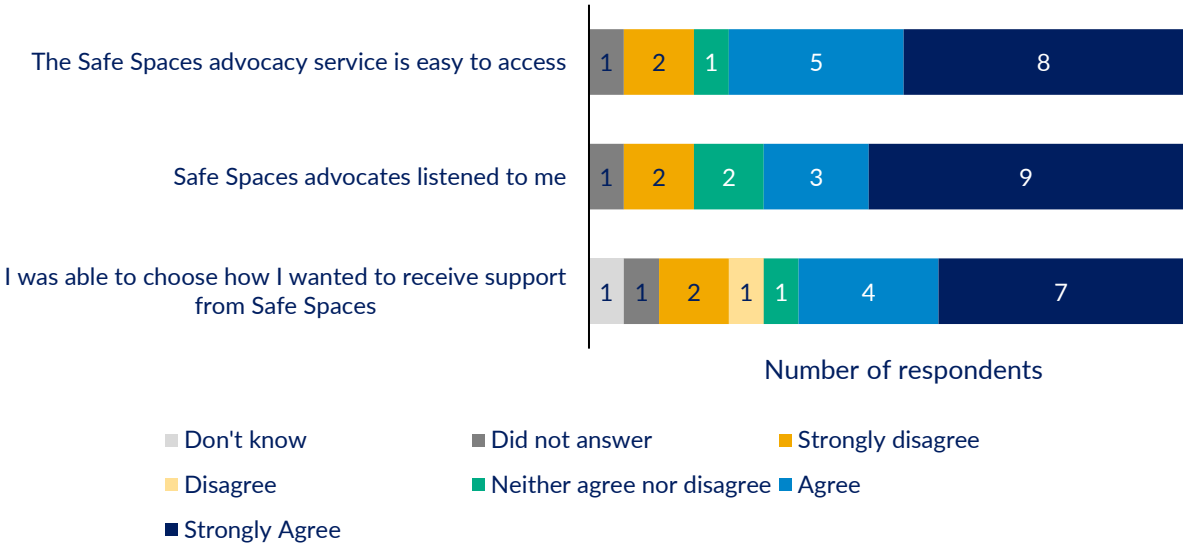 The Safe Spaces advocacy service is easy to access
1 2 1 5 8
Safe Spaces advocates listened to me
1 2 2 3 9
I was able to choose how I wanted to receive support
from Safe Spaces
1 1 2 1 1 4 7
Number of respondents
Don't know Did not answer Strongly disagree
Disagree Neither agree nor disagree Agree
Strongly Agree